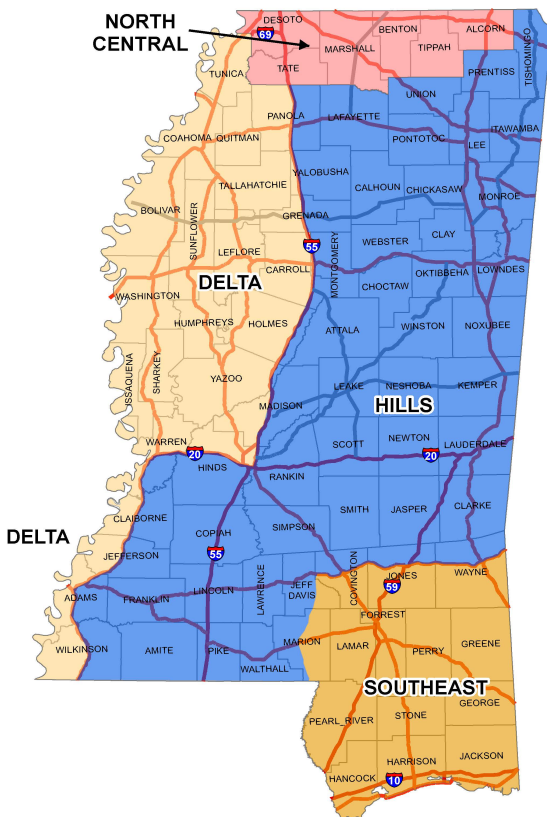 NORTH
CENTRAL
DESOTO
69
MARSHALL
BENTON
TIPPAH
ALCORN
TISHOMINGO
TUNICA
TATE
PRENTISS
UNION
PANOLA
LAFAYETTE
ITAWAMBA
COAHOMA
QUITMAN
PONTOTOC
LEE
YALOBUSHA
TALLAHATCHIE
CALHOUN
CHICKASAW
MONROE
BOLIVAR
SUNFLOWER
GRENADA
CLAY
WEBSTER
55
MONTGOMERY
LEFLORE
CARROLL
OKTIBBEHA
LOWNDES
DELTA
CHOCTAW
WASHINGTON
HUMPHREYS
HOLMES
ATTALA
WINSTON
NOXUBEE
ISSAQUENA
SHARKEY
YAZOO
LEAKE
NESHOBA
KEMPER
MADISON
HILLS
WARREN
20
SCOTT
NEWTON
LAUDERDALE
20
HINDS
RANKIN
CLAIBORNE
SMITH
JASPER
CLARKE
DELTA
COPIAH
SIMPSON
55
JEFFERSON
COVINGTON
JONES
WAYNE
59
ADAMS
FRANKLIN
LINCOLN
LAWRENCE
JEFF
DAVIS
FORREST
WILKINSON
AMITE
PIKE
MARION
LAMAR
PERRY
GREENE
WALTHALL
SOUTHEAST
GEORGE
PEARL_RIVER
STONE
JACKSON
HARRISON
HANCOCK
10